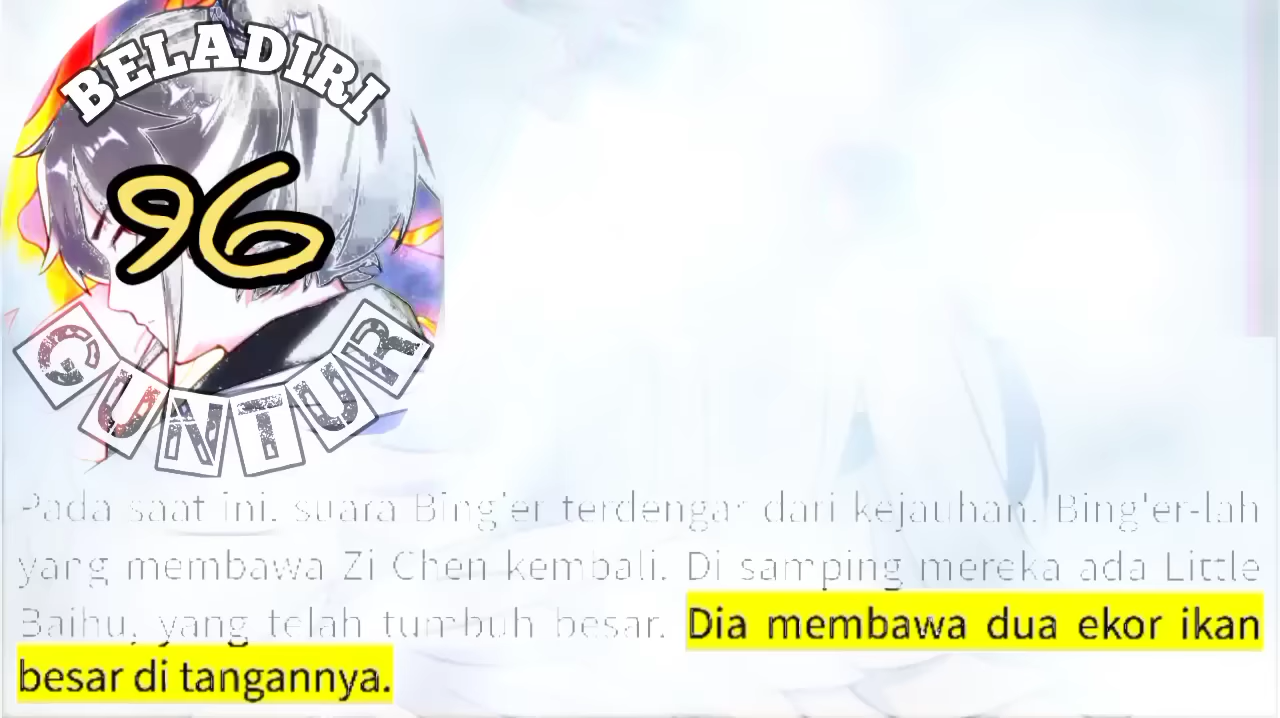 BELADIRI
96
GUNTUR
Pada saat ini, suara Bing'er terdengar dari kejauhan. Bing'er-lah
yang membawa Zi Chen kembali. Di samping mereka ada Little
Baihu, yang telah tumbuh besar. Dia membawa dua ekor ikan
besar di tangannya.